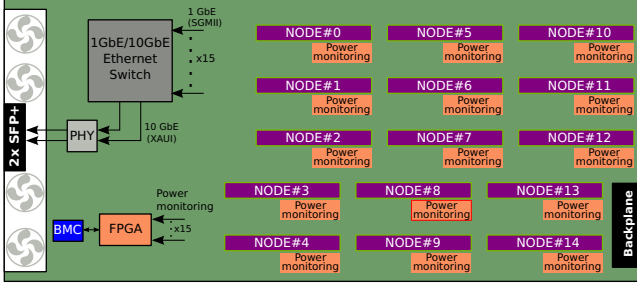 1 GbE
(SGMII)
1GbE/10GbE
Ethernet
Switch
x15
2x SFP+
PHY
10 GbE
(XAUI)
BMC
FPGA
Power
monitoring
x15
NODE#0
Power
monitoring
NODE#5
Power
monitoring
NODE#10
Power
monitoring
NODE#1
Power
monitoring
NODE#6
Power
monitoring
NODE#11
Power
monitoring
NODE#2
Power
monitoring
NODE#7
Power
monitoring
NODE#12
Power
monitoring
NODE#3
Power
monitoring
NODE#8
Power
monitoring
NODE#13
Power
monitoring
NODE#4
Power
monitoring
NODE#9
Power
monitoring
NODE#14
Power
monitoring
Backplane